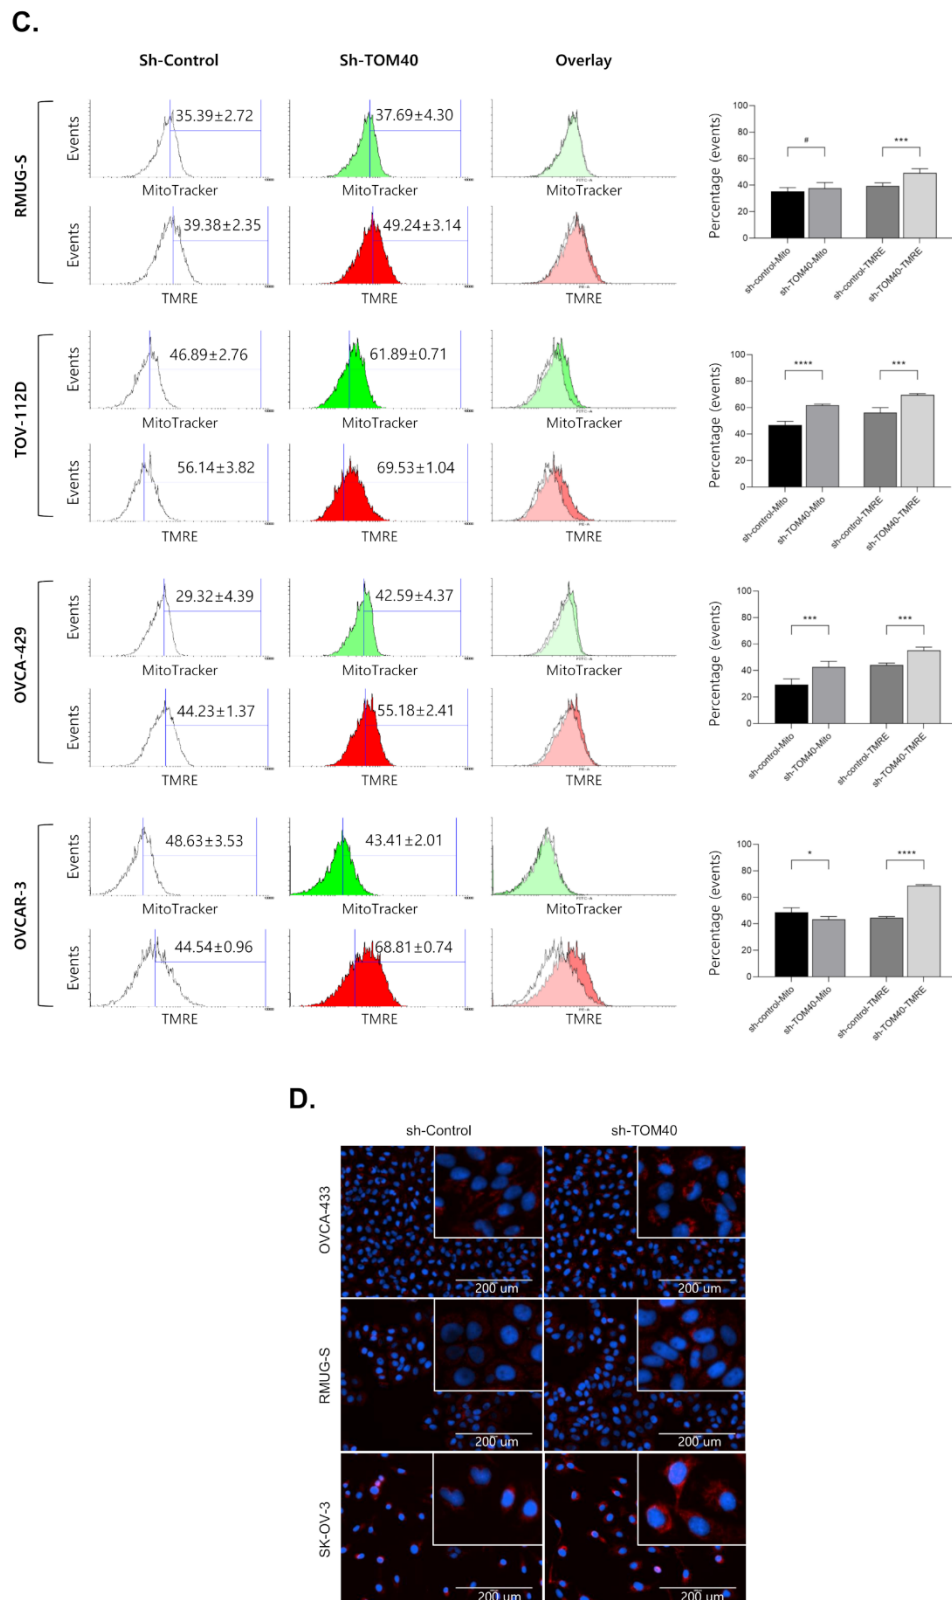 C.
Sh-Control Sh-TOM40 Overlay
RMUG-S
Events 35.39±2.72 37.69±4.30
MitoTracker MitoTracker MitoTracker
Events 39.38±2.35 49.24±3.14
TMRE TMRE TMRE
Percentage (events)
100
80
60
40
20
0
# ***
sh-control-Mito sh-TOM40-Mito sh-control-TMRE sh-TOM40-TMRE
TOV-112D
Events 46.89±2.76 61.89±0.71
MitoTracker MitoTracker MitoTracker
Events 56.14±3.82 69.53±1.04
TMRE TMRE TMRE
Percentage (events)
100
80
60
40
20
0
**** ***
sh-control-Mito sh-TOM40-Mito sh-control-TMRE sh-TOM40-TMRE
OVCA-429
Events 29.32±4.39 42.59±4.37
MitoTracker MitoTracker MitoTracker
Events 44.23±1.37 55.18±2.41
TMRE TMRE TMRE
Percentage (events)
100
80
60
40
20
0
*** ***
sh-control-Mito sh-TOM40-Mito sh-control-TMRE sh-TOM40-TMRE
OVCAR-3
Events 48.63±3.53 43.41±2.01
MitoTracker MitoTracker MitoTracker
Events 44.54±0.96 68.81±0.74
TMRE TMRE TMRE
Percentage (events)
100
80
60
40
20
0
* ****
sh-control-Mito sh-TOM40-Mito sh-control-TMRE sh-TOM40-TMRE
D.
sh-Control sh-TOM40
OVCA-433
200 um 200 um
RMUG-S
200 um 200 um
SK-OV-3
200 um 200 um